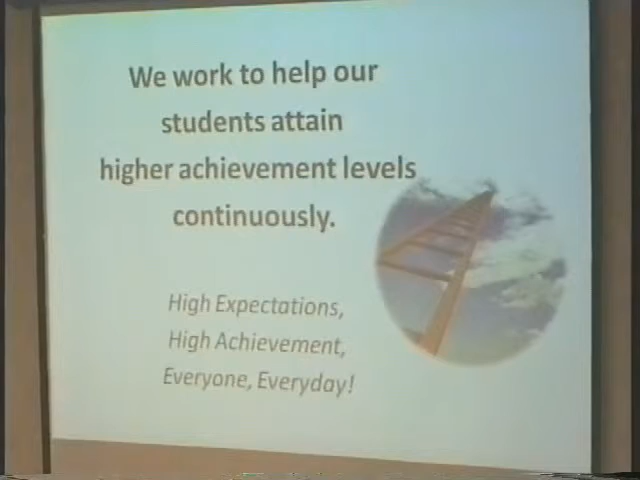 We work to help our
students attain
higher achievement levels
continuously.
High Expectations,
High Achievement,
Everyone, Everyday!